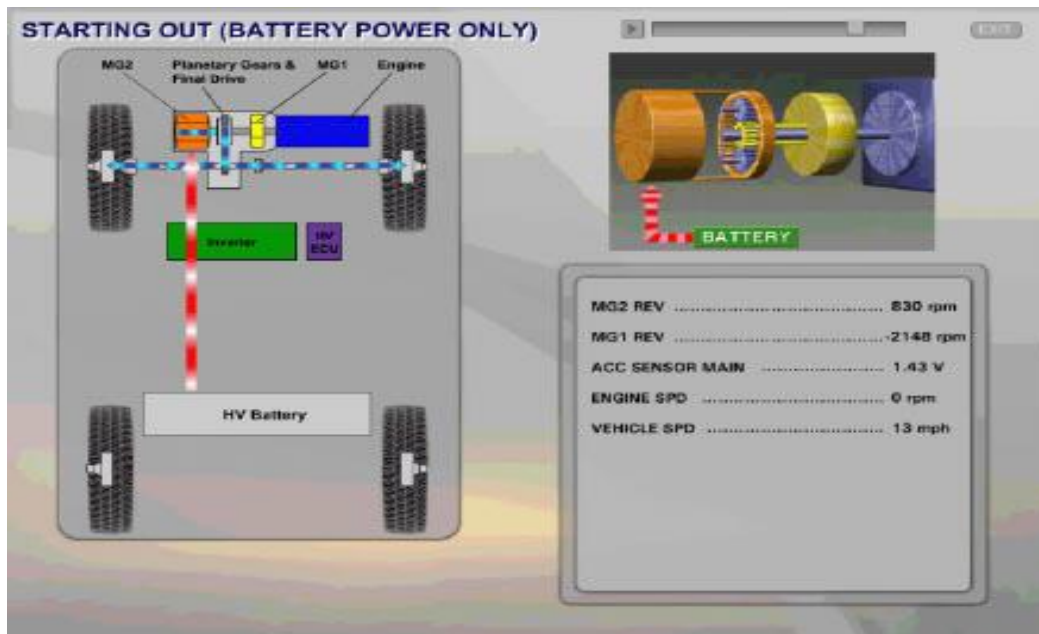 STARTING OUT (BATTERY POWER ONLY)
EXIT
MG2
Planetary Gears &
Final Drive
MG1
Engine
Inverter
HV
ECU
HV Battery
BATTERY
MG2 REV ........................................ 830 rpm
MG1 REV ........................................ -2148 rpm
ACC SENSOR MAIN ....................... 1.43 V
ENGINE SPD .................................. 0 rpm
VEHICLE SPD ................................. 13 mph